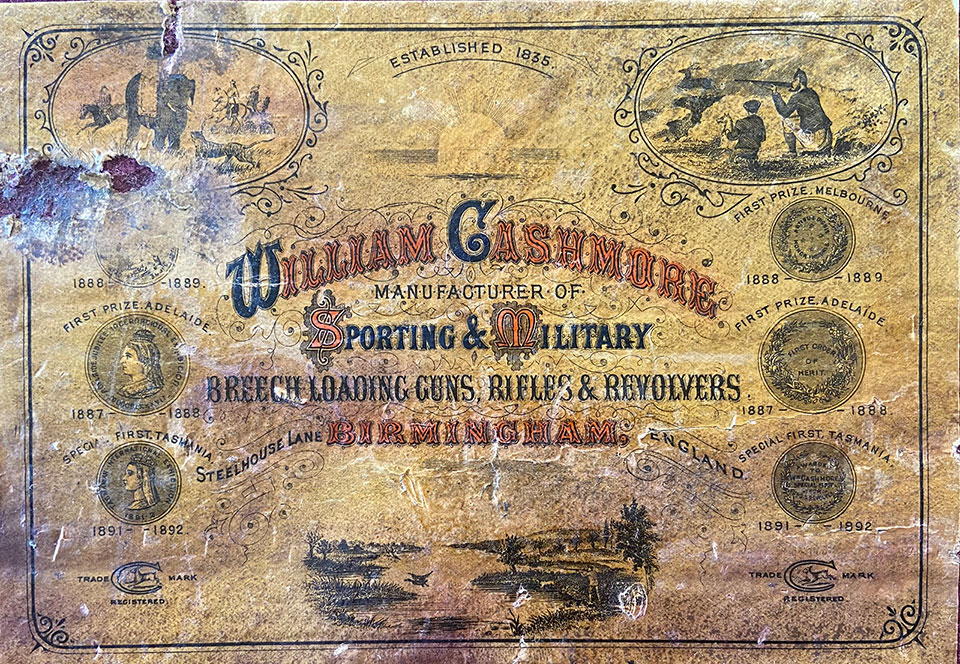 ESTABLISHED 1835.
WILLIAM CASHMORE
MANUFACTURER OF
SPORTING & MILITARY
BREECH LOADING GUNS, RIFLES & REVOLVERS.
STEELHOUSE LANE BIRMINGHAM, ENGLAND.
1888 - -1889.
FIRST PRIZE. ADELAIDE.
1887 - -1888.
SPECIAL FIRST. TASMANIA.
1891 - -1892.
TRADE MARK
REGISTERED.
FIRST PRIZE. MELBOURNE.
1888 - -1889.
FIRST PRIZE. ADELAIDE
FIRST ORDER
OF
MERIT
1887 - -1888
SPECIAL FIRST. TASMANIA.
1891 - -1892
TRADE MARK
REGISTERED.